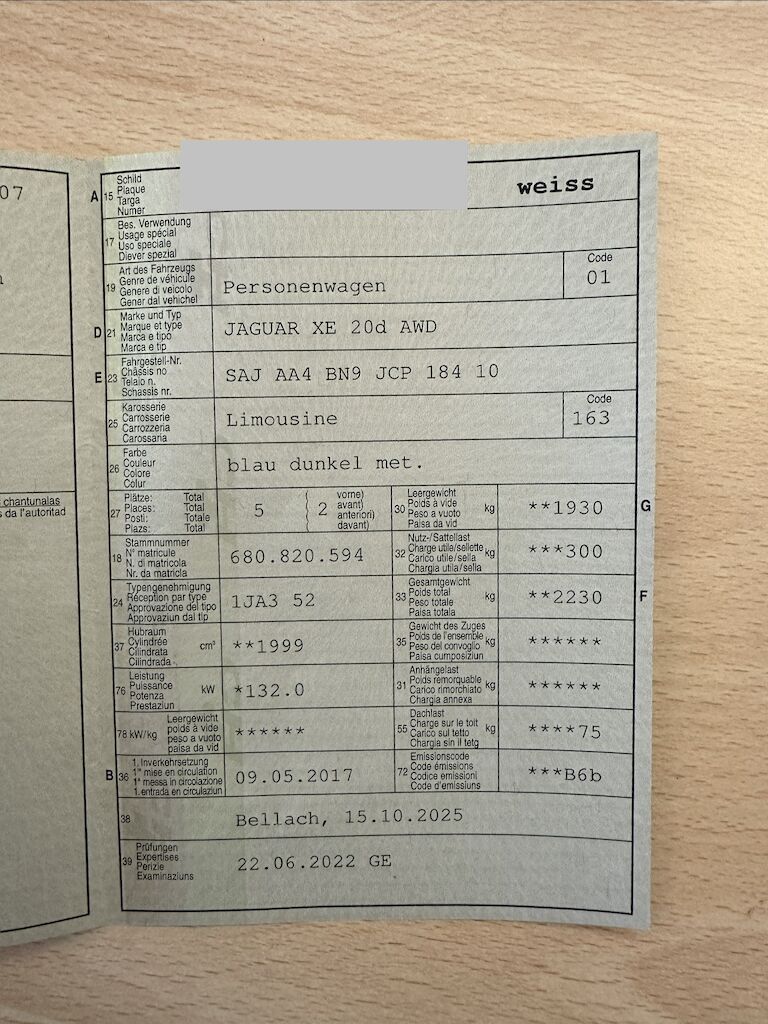 07
A 15 Schild
Plaque
Targa
Numer
weiss
17 Bes. Verwendung
Usage spécial
Uso speciale
Diever spezial
19 Art des Fahrzeugs
Genre de véhicule
Genere di veicolo
Gener dal vehichel
Personenwagen
Code
01
D 21 Marke und Typ
Marque et type
Marca e tipo
Marca e tip
JAGUAR XE 20d AWD
E 23 Fahrgestell-Nr.
Châssis no
Telaio n.
Schassis nr.
SAJ AA4 BN9 JCP 184 10
25 Karosserie
Carrosserie
Carrozzeria
Carossaria
Limousine
Code
163
26 Farbe
Couleur
Colore
Colur
blau dunkel met.
chantunalas
s da l'autoritad
27 Plätze: Total
Places: Total
Posti: Totale
Plazs: Total
5
( 2 vorne)
( avant)
( anteriori)
( davant)
30 Leergewicht
Poids à vide
Peso a vuoto
Paisa da vid
kg
**1930
G
18 Stammnummer
N° matricule
N. di matricola
Nr. da matricla
680.820.594
32 Nutz-/Sattellast
Charge utile/sellette
Carico utile/sella
Chargia utila/sella
kg
***300
24 Typengenehmigung
Réception par type
Approvazione del tipo
Approvaziun dal tip
1JA3 52
33 Gesamtgewicht
Poids total
Peso totale
Paisa totala
kg
**2230
F
37 Hubraum
Cylindrée
Cilindrata
Cilindrada
cm³
**1999
35 Gewicht des Zuges
Poids de l'ensemble
Peso del convoglio
Paisa cumposiziun
kg
******
76 Leistung
Puissance
Potenza
Prestaziun
kW
*132.0
31 Anhängelast
Poids remorquable
Carico rimorchiato
Chargia annexa
kg
******
78 kW/kg Leergewicht
poids à vide
peso a vuoto
paisa da vid
******
55 Dachlast
Charge sur le toit
Carico sul tetto
Chargia sin il tetg
kg
****75
B 36 1. Inverkehrsetzung
1re mise en circulation
1a messa in circolazione
1. entrada en circulaziun
09.05.2017
72 Emissionscode
Code émissions
Codice emissioni
Code d'emissiuns
***B6b
38
Bellach, 15.10.2025
39 Prüfungen
Expertises
Perizie
Examinaziuns
22.06.2022 GE